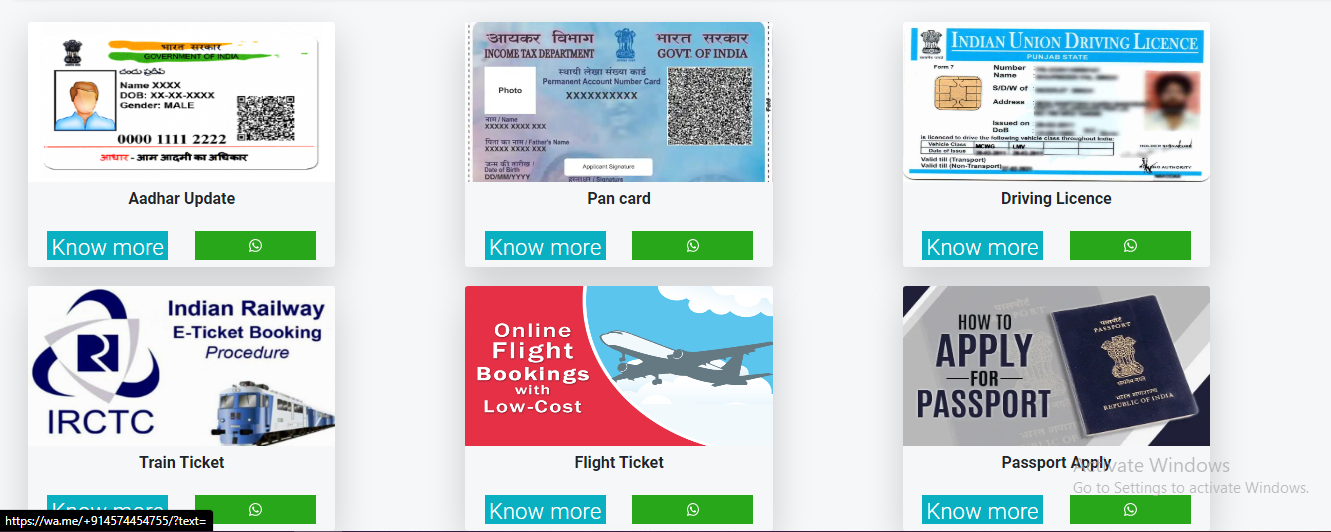 भारत सरकार
GOVERNMENT OF INDIA
Name XXXX
DOB: XX-XX-XXXX
Gender: MALE
0000 1111 2222
आधार - आम आदमी का अधिकार
Aadhar Update
Know more
आयकर विभाग
INCOME TAX DEPARTMENT
भारत सरकार
GOVT. OF INDIA
स्थायी लेखा संख्या कार्ड
Permanent Account Number Card
XXXXXXXXXX
Photo
नाम / Name
XXXXX XXXX XXX
पिता का नाम / Father's Name
XXXXX XXXX XXXX
जन्म की तारीख /
Date of Birth
DD/MM/YYYY
Applicant Signature
हस्ताक्षर / Signature
Pan card
Know more
INDIAN UNION DRIVING LICENCE
PUNJAB STATE
Form 7
Number
Name
S/D/W of
Address
Issued on
DoB
is licenced to drive the following vehicle class throughout India:
Vehicle Class MCWG LMV
Date of Issue
Valid till (Transport)
Valid till (Non-Transport)
AUTHORITY
Driving Licence
Know more
Indian Railway
E-Ticket Booking
Procedure
IRCTC
Train Ticket
Know more
Online
Flight
Bookings
with
Low-Cost
Flight Ticket
Know more
HOW TO
APPLY
FOR
PASSPORT
पासपोर्ट
PASSPORT
भारत गणराज्य
REPUBLIC OF INDIA
Passport Apply
Know more
Activate Windows
Go to Settings to activate Windows.
https://wa.me/+914574454755/?text=